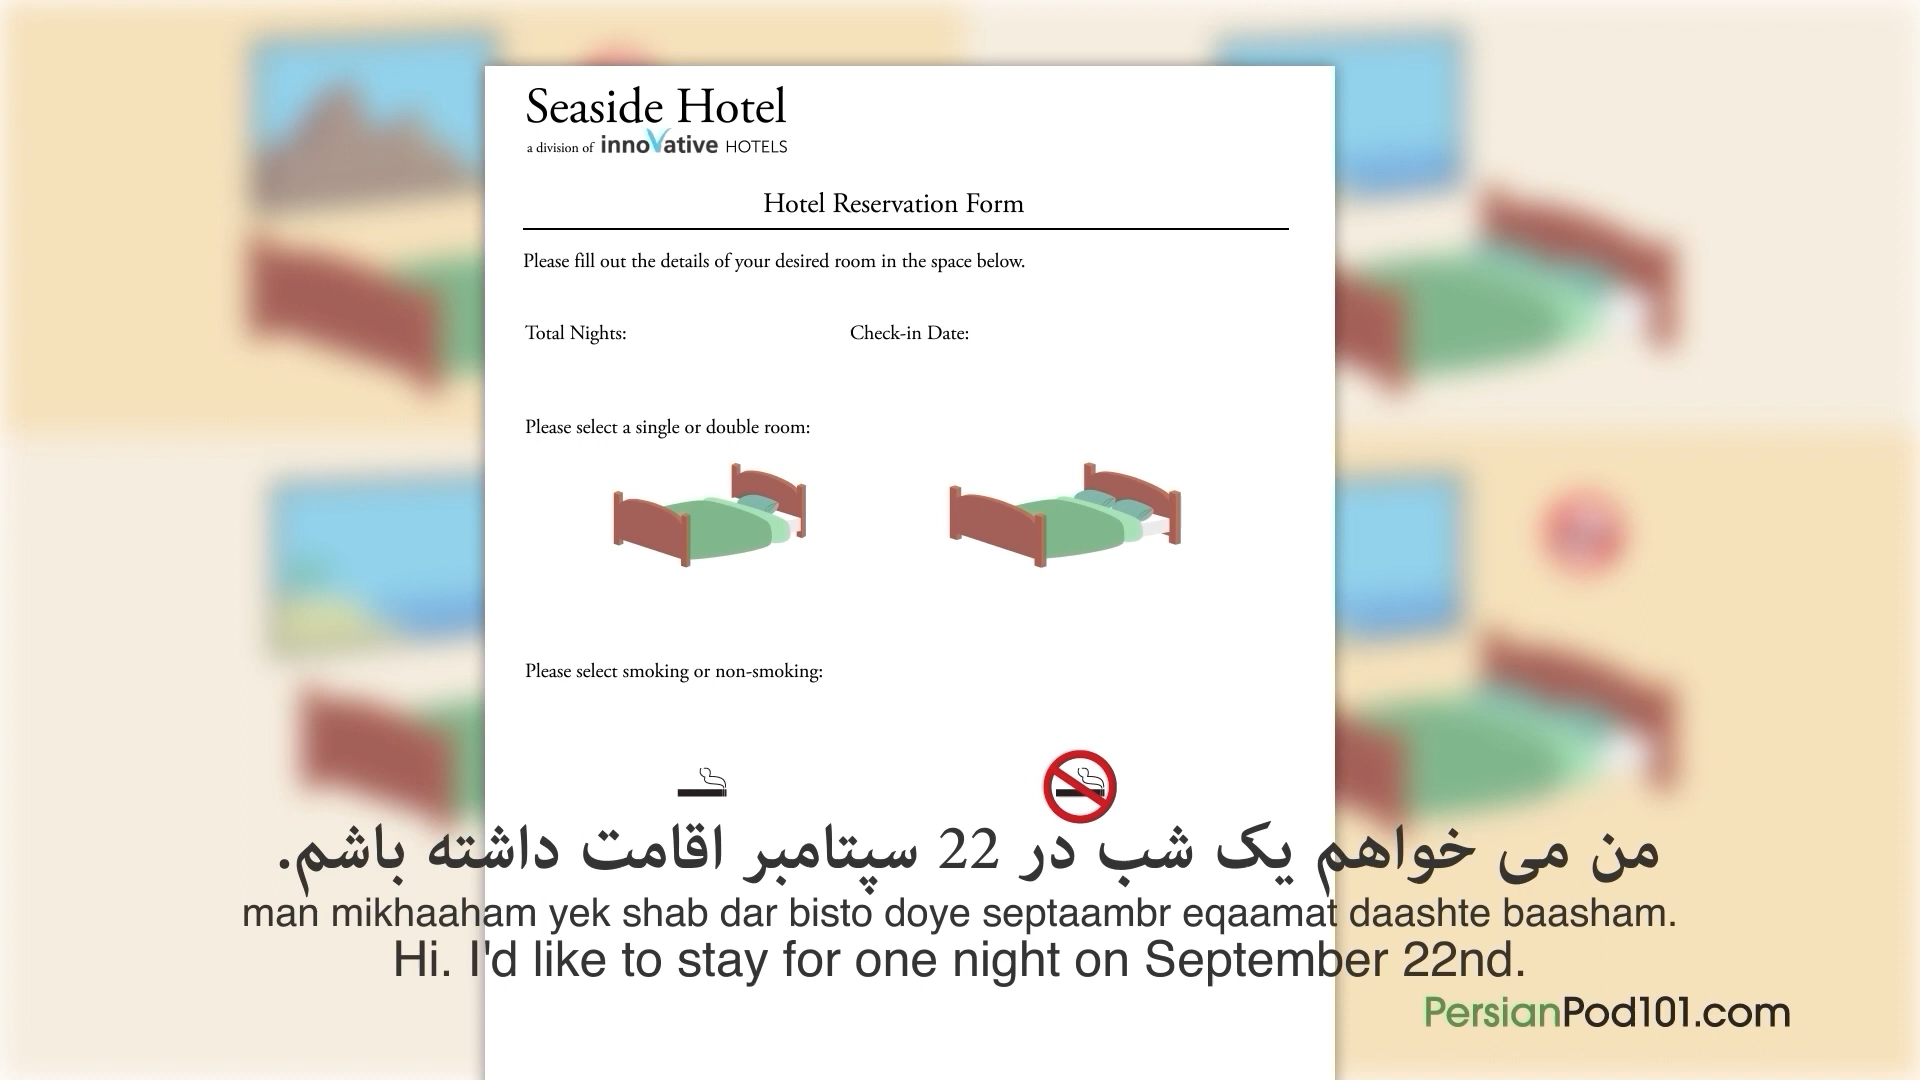 Seaside Hotel
a division of innoVative HOTELS
Hotel Reservation Form
Please fill out the details of your desired room in the space below.
Total Nights: Check-in Date:
Please select a single or double room:
Please select smoking or non-smoking:
من می خواهم یک شب در 22 سپتامبر اقامت داشته باشم.
man mikhaaham yek shab dar bisto doye septaambr eqaamat daashte baasham.
Hi. I'd like to stay for one night on September 22nd.
PersianPod101.com